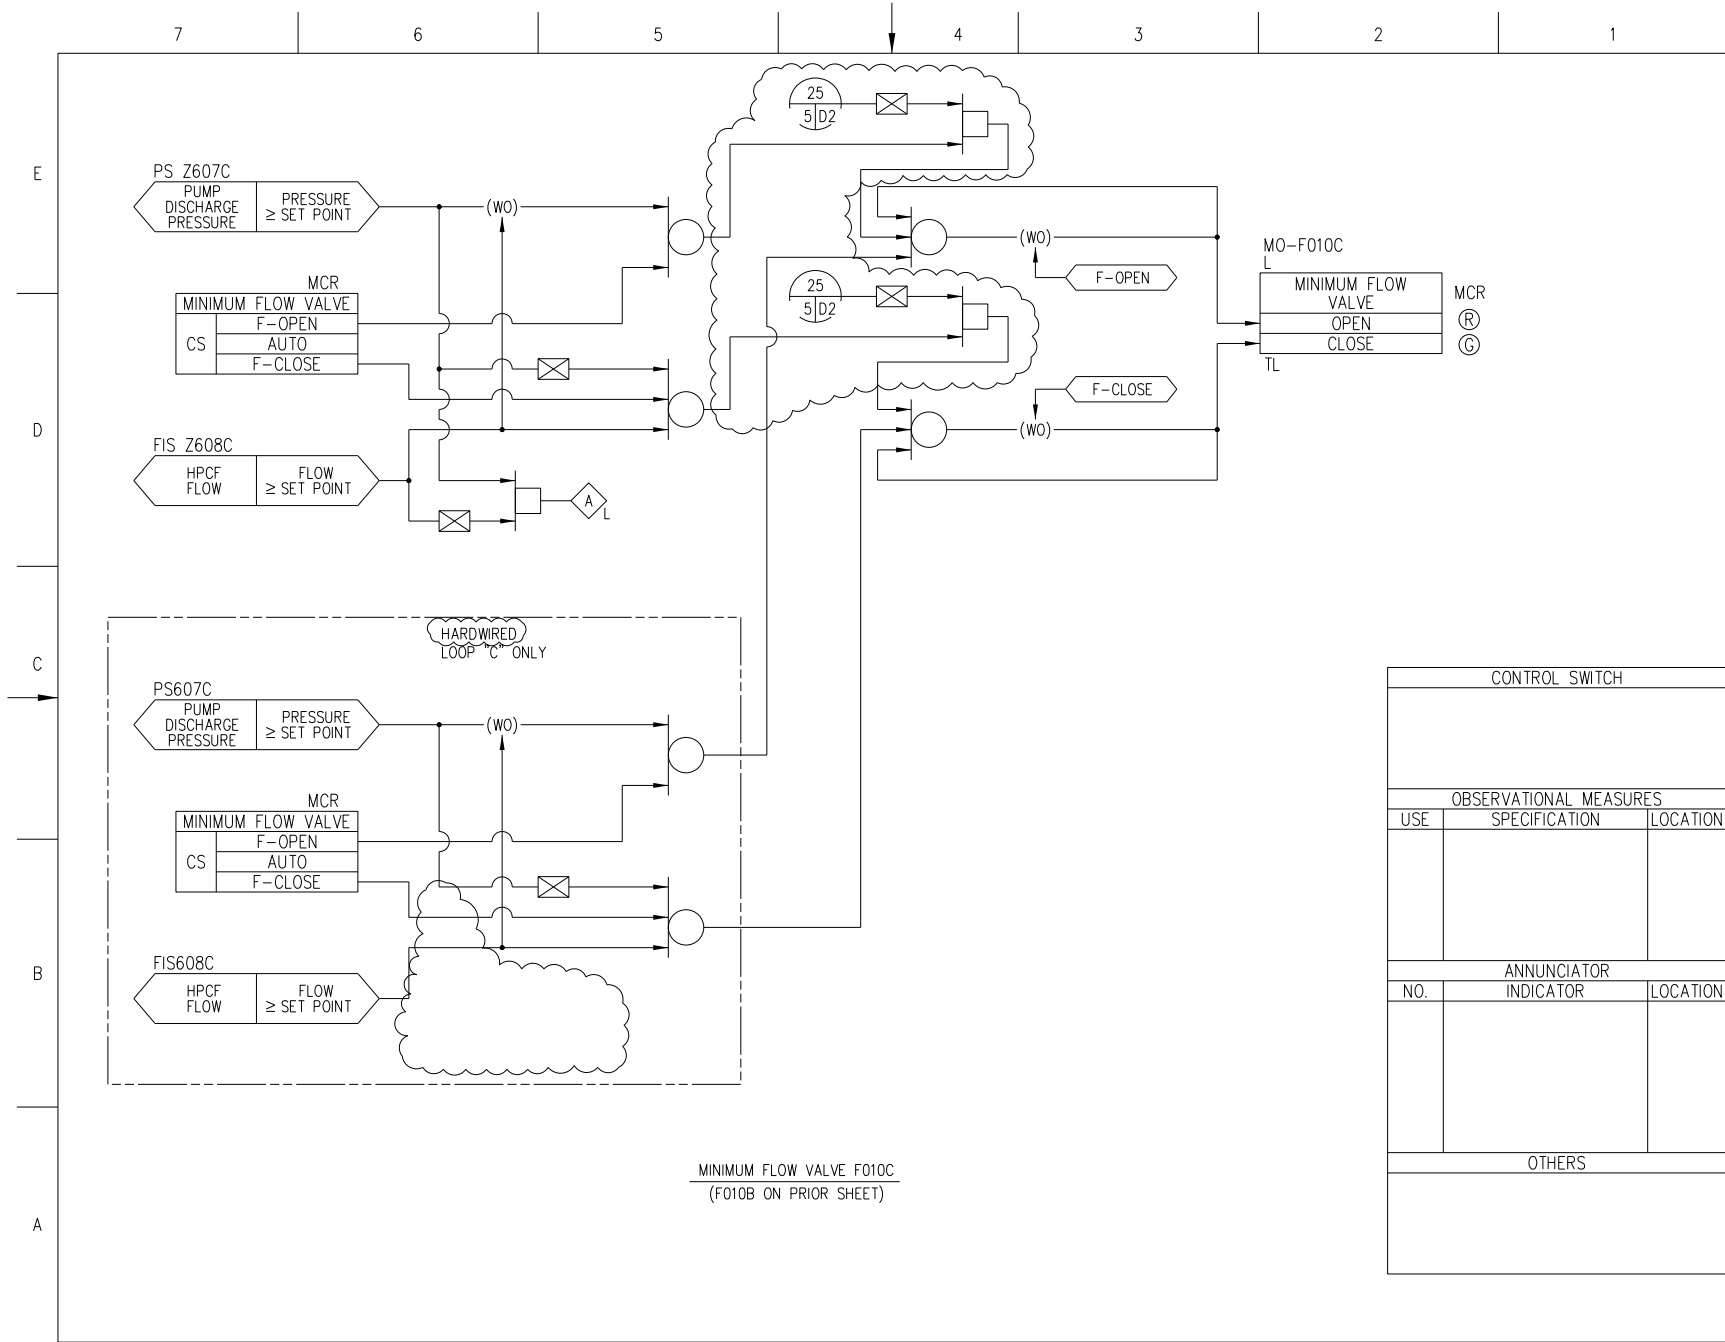 7 6 5 4 3 2 1
E
D
C
B
A
25
5 D2
PS Z607C
PUMP
DISCHARGE
PRESSURE
PRESSURE
≥ SET POINT
(WO)
(WO)
MCR
MINIMUM FLOW VALVE
CS
F-OPEN
AUTO
F-CLOSE
25
5 D2
F-OPEN
MO-F010C
L
MINIMUM FLOW
VALVE
OPEN
CLOSE
TL
MCR
R
G
F-CLOSE
(WO)
FIS Z608C
HPCF
FLOW
FLOW
≥ SET POINT
A
L
HARDWIRED
LOOP "C" ONLY
PS607C
PUMP
DISCHARGE
PRESSURE
PRESSURE
≥ SET POINT
(WO)
MCR
MINIMUM FLOW VALVE
CS
F-OPEN
AUTO
F-CLOSE
FIS608C
HPCF
FLOW
FLOW
≥ SET POINT
CONTROL SWITCH
OBSERVATIONAL MEASURES
USE SPECIFICATION LOCATION
ANNUNCIATOR
NO. INDICATOR LOCATION
OTHERS
MINIMUM FLOW VALVE F010C
(F010B ON PRIOR SHEET)